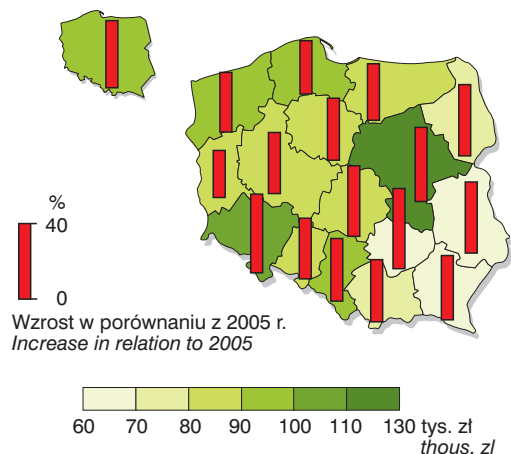 %
40
0
Wzrost w porównaniu z 2005 r.
Increase in relation to 2005
60 70 80 90 100 110 130 tys. zł
thous. zl